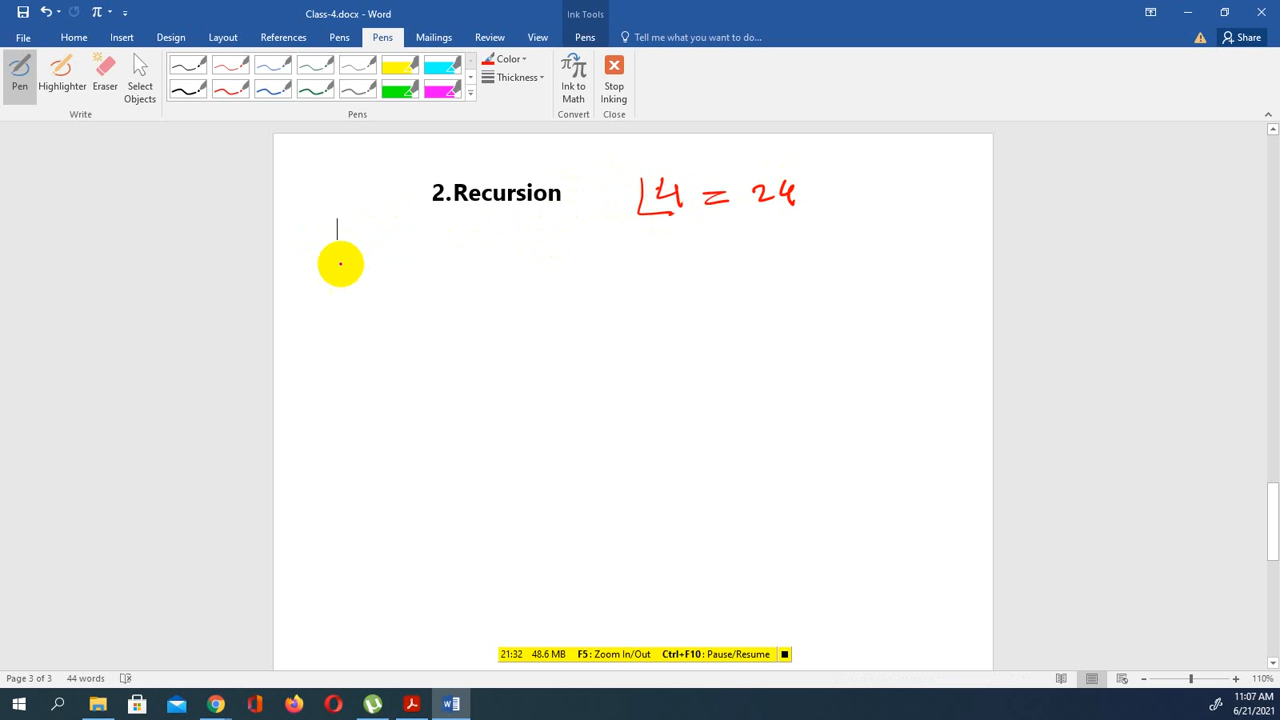 Class-4.docx - Word
Ink Tools
File Home Insert Design Layout References Pens Pens Mailings Review View Pens Tell me what you want to do... Share
Pen Highlighter Eraser Select Objects
Color
Thickness
Ink to Math
Stop Inking
Write Pens Convert Close
2.Recursion 4 = 24
21:32 48.6 MB F5: Zoom In/Out Ctrl+F10: Pause/Resume
Page 3 of 3 44 words 110%
11:07 AM
6/21/2021